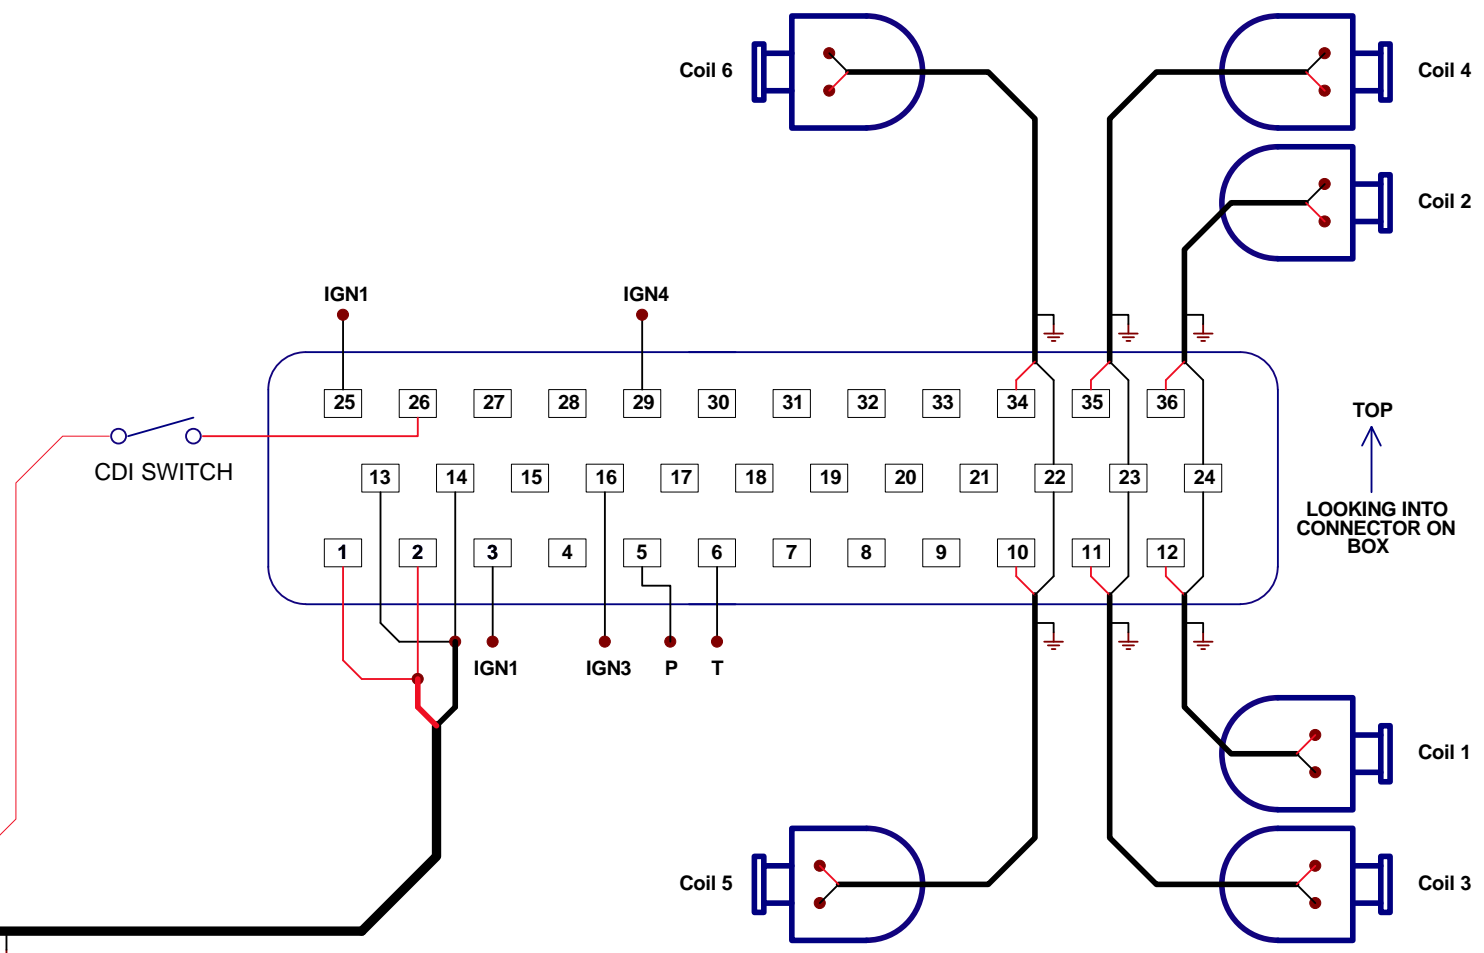 Coil 6
Coil 4
Coil 2
IGN1
IGN4
25 26 27 28 29 30 31 32 33 34 35 36
TOP
CDI SWITCH
13 14 15 16 17 18 19 20 21 22 23 24
LOOKING INTO
CONNECTOR ON
BOX
1 2 3 4 5 6 7 8 9 10 11 12
IGN1
IGN3
P
T
Coil 1
Coil 5
Coil 3